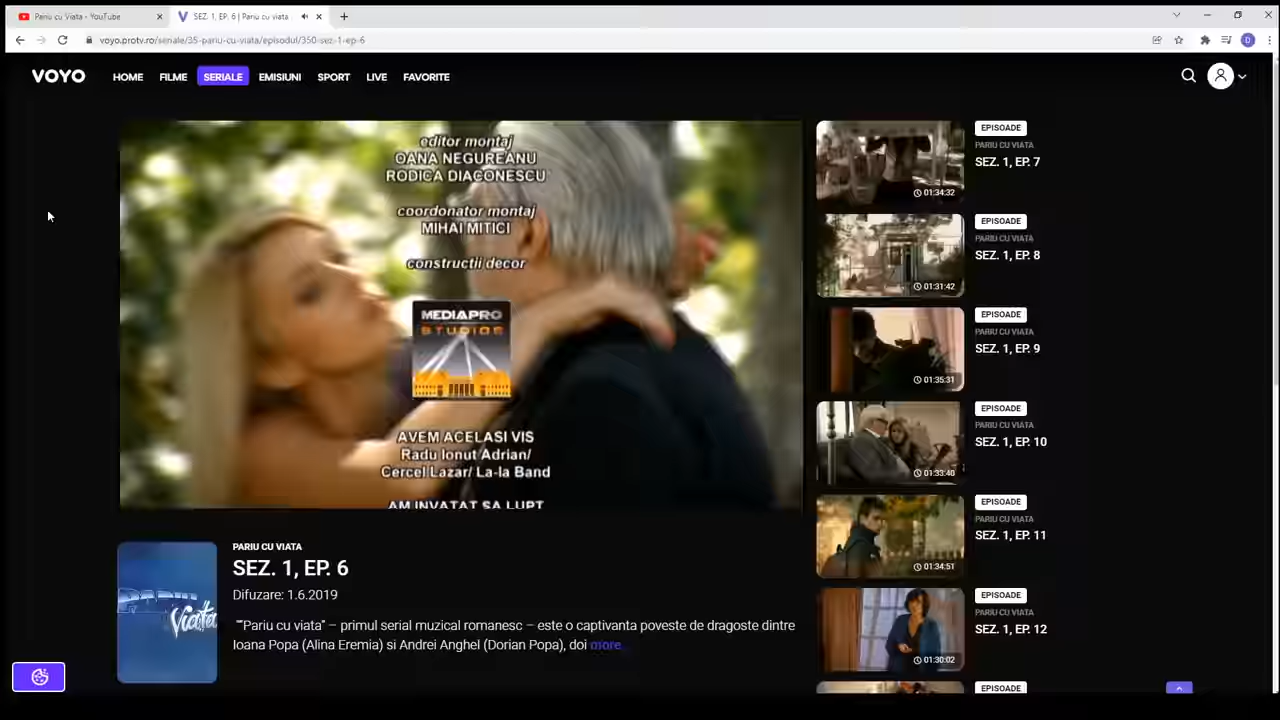 Pariu cu Viata - YouTube
SEZ. 1, EP. 6 | Pariu cu viata
voyo.protv.ro/seriale/35-pariu-cu-viata/episodul/350-sez-1-ep-6
VOYO HOME FILME SERIALE EMISIUNI SPORT LIVE FAVORITE
editor montaj
OANA NEGUREANU
RODICA DIACONESCU
coordonator montaj
MIHAI MITICI
constructii decor
MEDIAPRO
STUDIOS
AVEM ACELASI VIS
Radu Ionut Adrian/
Cercel Lazar/ La-la Band
AM INVATAT SA LUPT
EPISOADE
PARIU CU VIATA
SEZ. 1, EP. 7
01:34:32
EPISOADE
PARIU CU VIATA
SEZ. 1, EP. 8
01:31:42
EPISOADE
PARIU CU VIATA
SEZ. 1, EP. 9
01:35:31
EPISOADE
PARIU CU VIATA
SEZ. 1, EP. 10
01:33:40
EPISOADE
PARIU CU VIATA
SEZ. 1, EP. 11
01:34:51
EPISOADE
PARIU CU VIATA
SEZ. 1, EP. 12
01:30:02
EPISOADE
PARIU Viata
PARIU CU VIATA
SEZ. 1, EP. 6
Difuzare: 1.6.2019
""Pariu cu viata" – primul serial muzical romanesc – este o captivanta poveste de dragoste dintre
Ioana Popa (Alina Eremia) si Andrei Anghel (Dorian Popa), doi more...